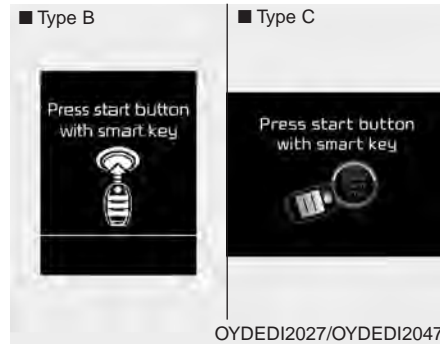 ■ Type B
Press start button
with smart key
■ Type C
Press start button
with smart key
OYDEDI2027/OYDEDI2047